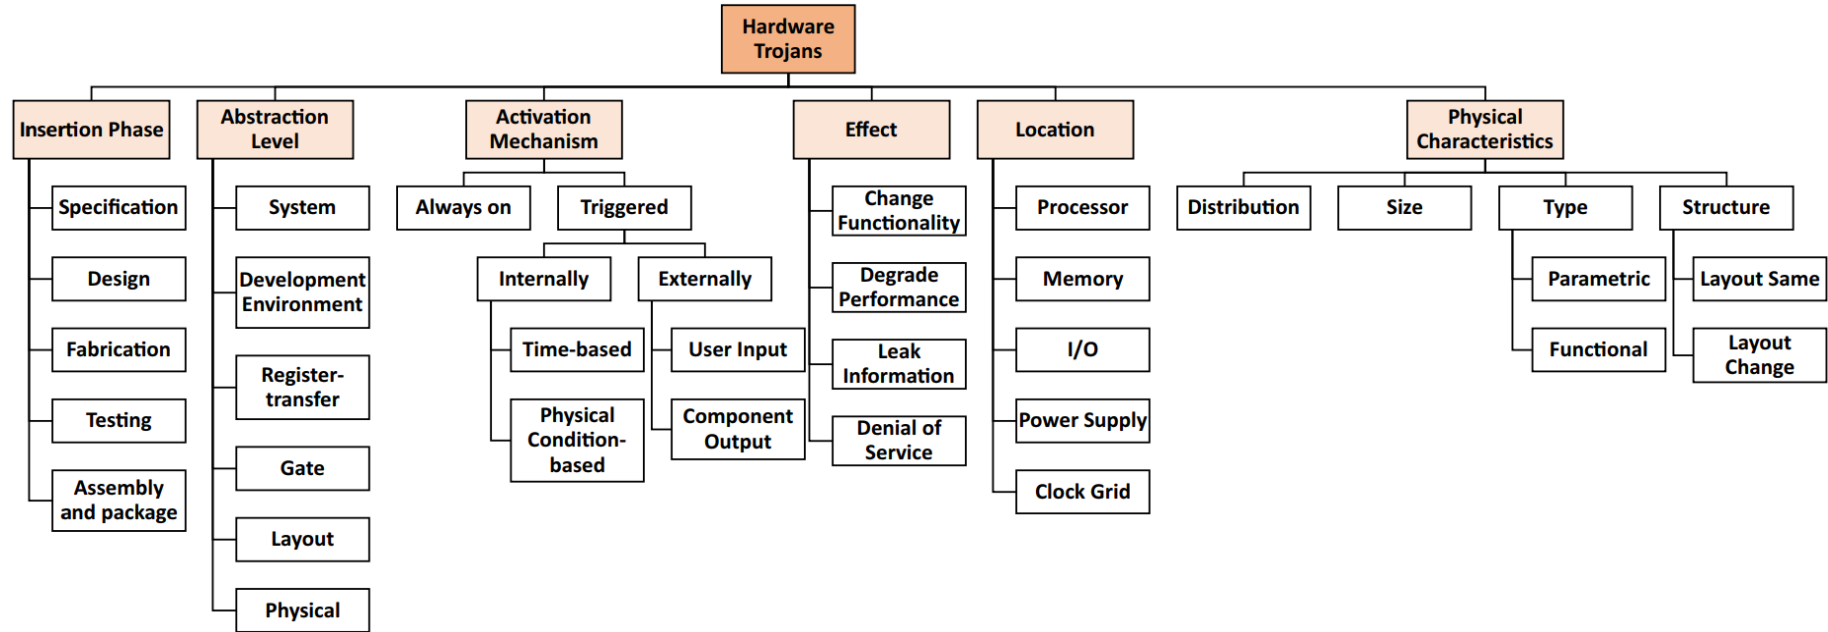 Hardware
Trojans
Insertion Phase
Abstraction
Level
Activation
Mechanism
Effect
Location
Physical
Characteristics
Specification
Design
Fabrication
Testing
Assembly
and package
System
Development
Environment
Register-
transfer
Gate
Layout
Physical
Always on
Triggered
Internally
Externally
Time-based
Physical
Condition-
based
User Input
Component
Output
Change
Functionality
Degrade
Performance
Leak
Information
Denial of
Service
Processor
Memory
I/O
Power Supply
Clock Grid
Distribution
Size
Type
Structure
Parametric
Functional
Layout Same
Layout
Change